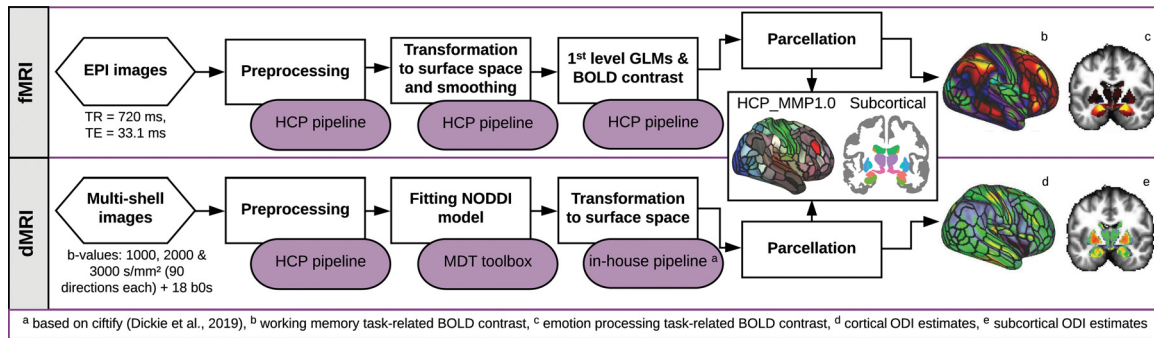 fMRI
EPI images
TR = 720 ms,
TE = 33.1 ms
Preprocessing
HCP pipeline
Transformation
to surface space
and smoothing
HCP pipeline
1st level GLMs &
BOLD contrast
HCP pipeline
Parcellation
b
c
HCP_MMP1.0
Subcortical
dMRI
Multi-shell
images
b-values: 1000, 2000 &
3000 s/mm² (90
directions each) + 18 b0s
Preprocessing
HCP pipeline
Fitting NODDI
model
MDT toolbox
Transformation
to surface space
in-house pipeline a
Parcellation
d
e
a based on ciftify (Dickie et al., 2019), b working memory task-related BOLD contrast, c emotion processing task-related BOLD contrast, d cortical ODI estimates, e subcortical ODI estimates